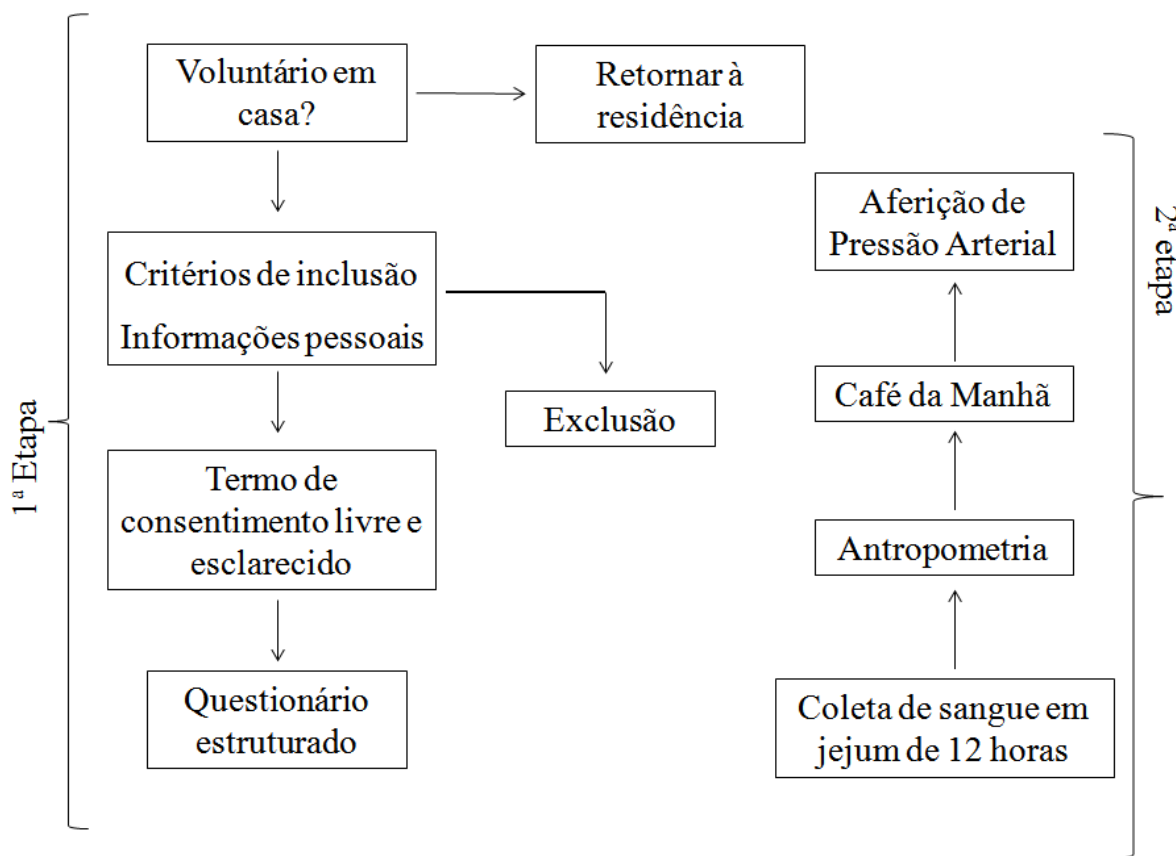 Voluntário em
casa?
Retornar à
residência
Critérios de inclusão
Informações pessoais
Exclusão
Termo de
consentimento livre e
esclarecido
Questionário
estruturado
1ª Etapa
Aferição de
Pressão Arterial
Café da Manhã
Antropometria
Coleta de sangue em
jejum de 12 horas
2ª etapa